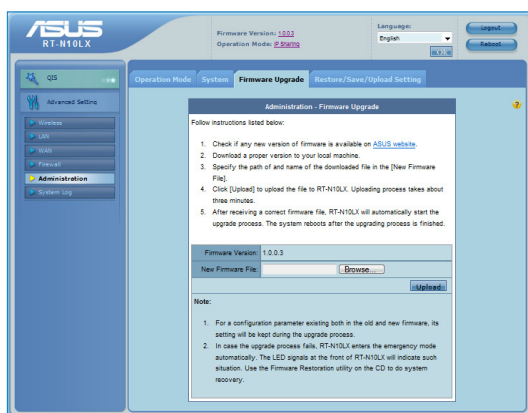 ASUS
RT-N10LX
Firmware Version: 1.0.0.3
Operation Mode: IP Sharing
Language:
English
OK
Logout
Reboot
QIS
Advanced Setting
Wireless
LAN
WAN
Firewall
Administration
System Log
Operation Mode System Firmware Upgrade Restore/Save/Upload Setting
Administration - Firmware Upgrade
Follow instructions listed below:
1. Check if any new version of firmware is available on ASUS website.
2. Download a proper version to your local machine.
3. Specify the path of and name of the downloaded file in the [New Firmware
File].
4. Click [Upload] to upload the file to RT-N10LX. Uploading process takes about
three minutes.
5. After receiving a correct firmware file, RT-N10LX will automatically start the
upgrade process. The system reboots after the upgrading process is finished.
Firmware Version: 1.0.0.3
New Firmware File: Browse...
Upload
Note:
1. For a configuration parameter existing both in the old and new firmware, its
setting will be kept during the upgrade process.
2. In case the upgrade process fails, RT-N10LX enters the emergency mode
automatically. The LED signals at the front of RT-N10LX will indicate such
situation. Use the Firmware Restoration utility on the CD to do system
recovery.
?